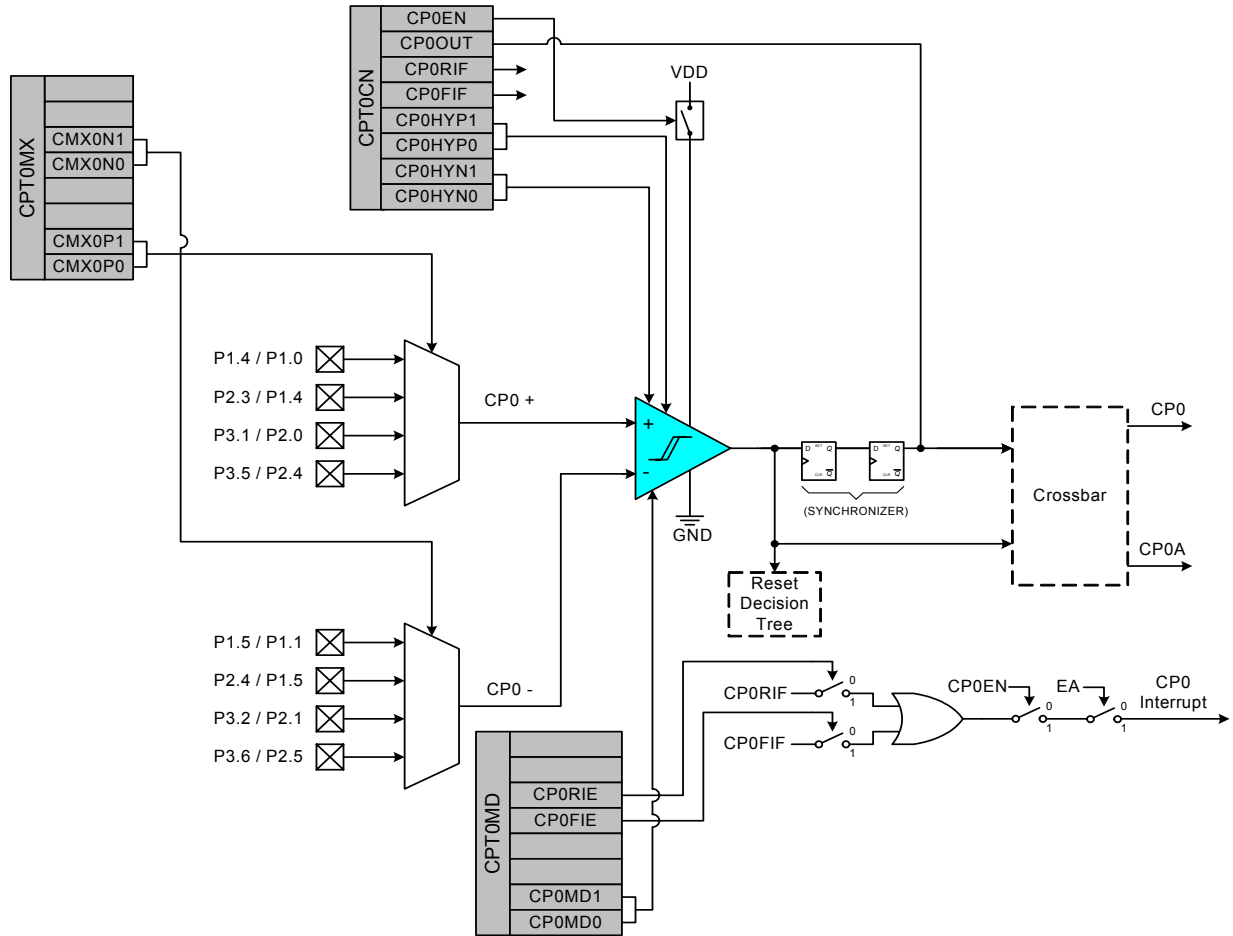 CPT0CN
CP0EN
CP0OUT
CP0RIF
CP0FIF
CP0HYP1
CP0HYP0
CP0HYN1
CP0HYN0
VDD
CPT0MX
CMX0N1
CMX0N0
CMX0P1
CMX0P0
P1.4 / P1.0
P2.3 / P1.4
P3.1 / P2.0
P3.5 / P2.4
CP0 +
+
-
GND
D SET Q
CLR Q
D SET Q
CLR Q
(SYNCHRONIZER)
Crossbar
CP0
CP0A
Reset
Decision
Tree
P1.5 / P1.1
P2.4 / P1.5
P3.2 / P2.1
P3.6 / P2.5
CP0 -
CPT0MD
CP0RIE
CP0FIE
CP0MD1
CP0MD0
CP0RIF
0
1
CP0FIF
0
1
CP0EN
0
1
EA
0
1
CP0
Interrupt